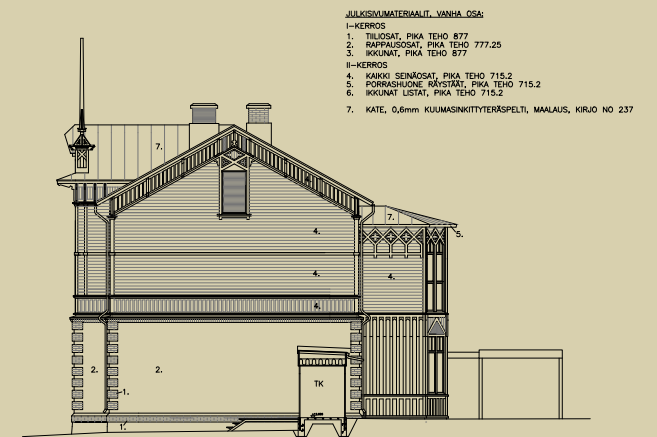 JULKISIVUMATERIAALIT, VANHA OSA:
I-KERROS
1. TIILIOSAT, PIKA TEHO 877
2. RAPPAUSOSAT, PIKA TEHO 777.25
3. IKKUNAT, PIKA TEHO 877
II-KERROS
4. KAIKKI SEINÄOSAT, PIKA TEHO 715.2
5. PORRASHUONE RÄYSTÄÄT, PIKA TEHO 715.2
6. IKKUNAT LISTAT, PIKA TEHO 715.2
7. KATE, 0,6mm KUUMASINKITTYTERÄSPELTI, MAALAUS, KIRJO NO 237
7.
7.
4.
5.
4.
4.
4.
2.
2.
TK
1.
1.